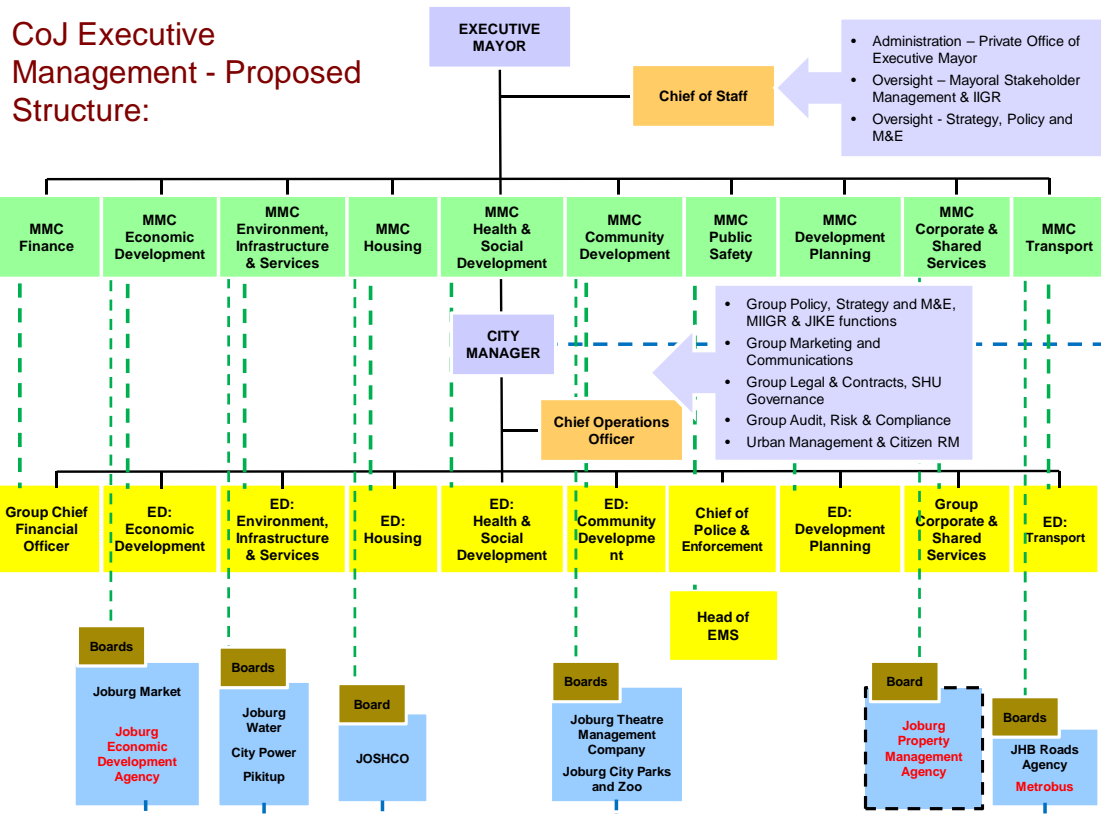 CoJ Executive
Management - Proposed
Structure:
EXECUTIVE
MAYOR
Chief of Staff
• Administration – Private Office of
Executive Mayor
• Oversight – Mayoral Stakeholder
Management & IIGR
• Oversight - Strategy, Policy and
M&E
MMC
Finance
MMC
Economic
Development
MMC
Environment,
Infrastructure
& Services
MMC
Housing
MMC
Health &
Social
Development
MMC
Community
Development
MMC
Public
Safety
MMC
Development
Planning
MMC
Corporate &
Shared
Services
MMC
Transport
CITY
MANAGER
• Group Policy, Strategy and M&E,
MIIGR & JIKE functions
• Group Marketing and
Communications
• Group Legal & Contracts, SHU
Governance
• Group Audit, Risk & Compliance
• Urban Management & Citizen RM
Chief Operations
Officer
Group Chief
Financial
Officer
ED:
Economic
Development
ED:
Environment,
Infrastructure
& Services
ED:
Housing
ED:
Health &
Social
Development
ED:
Community
Developme
nt
Chief of
Police &
Enforcement
ED:
Development
Planning
Group
Corporate &
Shared
Services
ED:
Transport
Head of
EMS
Boards
Joburg Market
Joburg
Economic
Development
Agency
Boards
Joburg
Water
City Power
Pikitup
Board
JOSHCO
Boards
Joburg Theatre
Management
Company
Joburg City Parks
and Zoo
Board
Joburg
Property
Management
Agency
Boards
JHB Roads
Agency
Metrobus